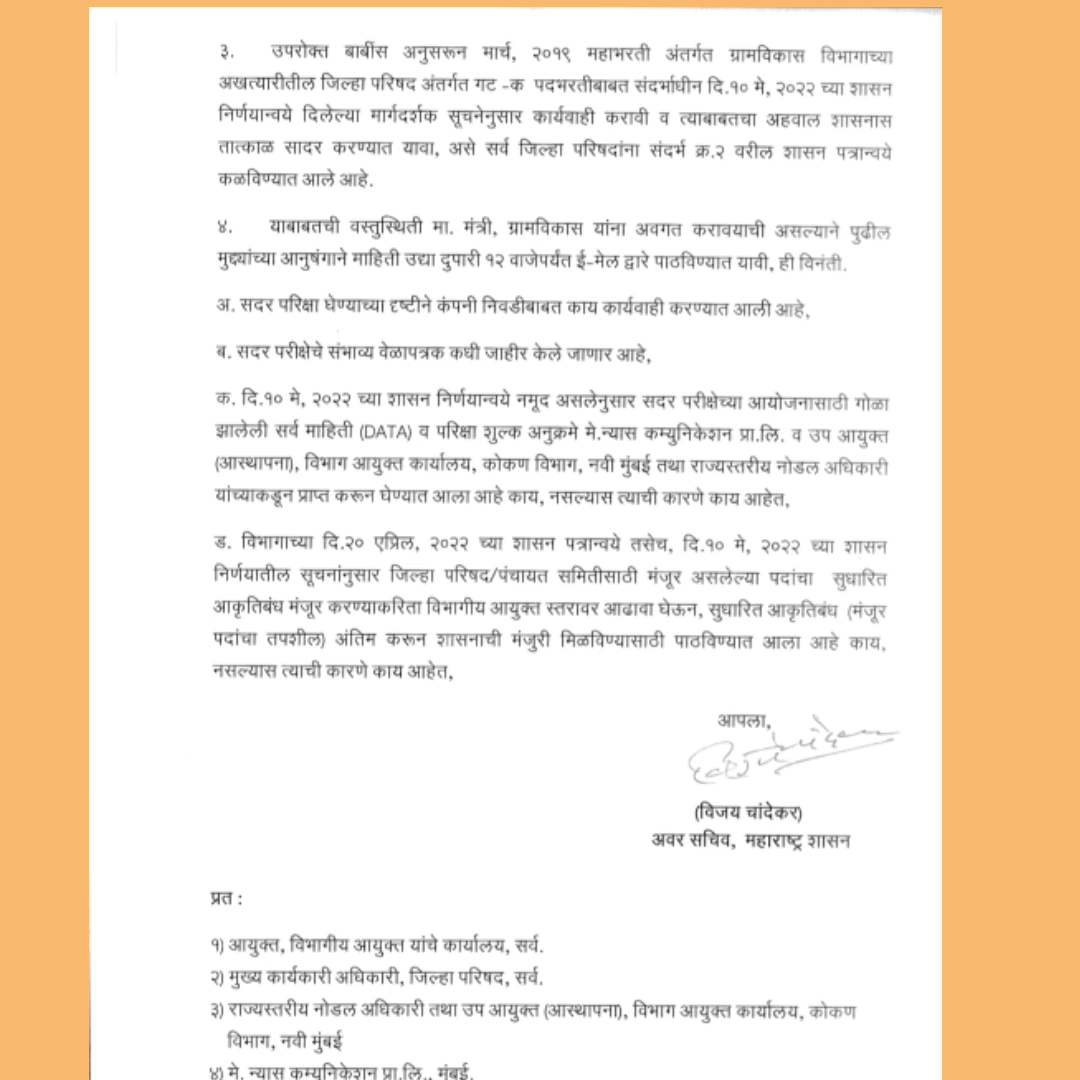 ३. उपरोक्त बाबींस अनुसरून मार्च, २०१९ महाभरती अंतर्गत ग्रामविकास विभागाच्या
अखत्यारीतील जिल्हा परिषद अंतर्गत गट -क पदभरतीबाबत संदर्भाधीन दि.१० मे, २०२२ च्या शासन
निर्णयान्वये दिलेल्या मार्गदर्शक सूचनेनुसार कार्यवाही करावी व त्याबाबतचा अहवाल शासनास
तात्काळ सादर करण्यात यावा, असे सर्व जिल्हा परिषदांना संदर्भ क्र.२ वरील शासन पत्रान्वये
कळविण्यात आले आहे.
४. याबाबतची वस्तुस्थिती मा. मंत्री, ग्रामविकास यांना अवगत करावयाची असल्याने पुढील
मुद्यांच्या आनुषंगाने माहिती उद्या दुपारी १२ वाजेपर्यंत ई-मेल द्वारे पाठविण्यात यावी, ही विनंती.
अ. सदर परिक्षा घेण्याच्या दृष्टीने कंपनी निवडीबाबत काय कार्यवाही करण्यात आली आहे,
ब. सदर परीक्षेचे संभाव्य वेळापत्रक कधी जाहीर केले जाणार आहे,
क. दि.१० मे, २०२२ च्या शासन निर्णयान्वये नमूद असलेनुसार सदर परीक्षेच्या आयोजनासाठी गोळा
झालेली सर्व माहिती (DATA) व परिक्षा शुल्क अनुक्रमे मे.न्यास कम्युनिकेशन प्रा.लि. व उप आयुक्त
(आस्थापना), विभाग आयुक्त कार्यालय, कोकण विभाग, नवी मुंबई तथा राज्यस्तरीय नोडल अधिकारी
यांच्याकडून प्राप्त करून घेण्यात आला आहे काय, नसल्यास त्याची कारणे काय आहेत,
ड. विभागाच्या दि.२० एप्रिल, २०२२ च्या शासन पत्रान्वये तसेच, दि.१० मे, २०२२ च्या शासन
निर्णयातील सूचनांनुसार जिल्हा परिषद/पंचायत समितीसाठी मंजूर असलेल्या पदांचा सुधारित
आकृतिबंध मंजूर करण्याकरिता विभागीय आयुक्त स्तरावर आढावा घेऊन, सुधारित आकृतिबंध (मंजूर
पदांचा तपशील) अंतिम करून शासनाची मंजुरी मिळविण्यासाठी पाठविण्यात आला आहे काय,
नसल्यास त्याची कारणे काय आहेत,
आपला,
(विजय चांदेकर)
अवर सचिव, महाराष्ट्र शासन
प्रत :
१) आयुक्त, विभागीय आयुक्त यांचे कार्यालय, सर्व.
२) मुख्य कार्यकारी अधिकारी, जिल्हा परिषद, सर्व.
३) राज्यस्तरीय नोडल अधिकारी तथा उप आयुक्त (आस्थापना), विभाग आयुक्त कार्यालय, कोकण
विभाग, नवी मुंबई
४) मे. न्यास कम्युनिकेशन प्रा.लि., मुंबई.